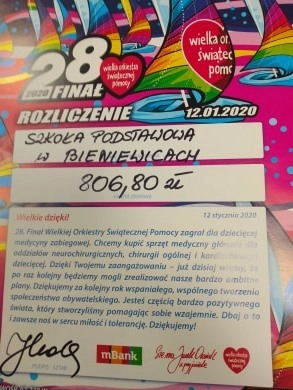 28
2020 FINAŁ
wielka orkiestra
świątecznej
pomocy
wielka or
świątec
pomc
ROZLICZENIE 12.01.2020
SZKOŁA PODSTAWOWA
W BIENIEWICACH
806,80 zł
Wielkie dzięki! 12 stycznia 2020
28. Finał Wielkiej Orkiestry Świątecznej Pomocy zagrał dla dziecięcej
medycyny zabiegowej. Chcemy kupić sprzęt medyczny głównie dla
oddziałów neurochirurgicznych, chirurgii ogólnej i kardiochirurgii
dziecięcej. Dzięki Twojemu zaangażowaniu – już dzisiaj wiemy, że
po raz kolejny będziemy mogli zrealizować nasze bardzo ambitne
plany. Dziękujemy za kolejny rok wspaniałego, wspólnego tworzenia
społeczeństwa obywatelskiego. Jesteś częścią bardzo pozytywnego
świata, który stworzyliśmy pomagając sobie wzajemnie. Dbaj o to
i zawsze noś w sercu miłość i tolerancję. Dziękujemy!
mBank